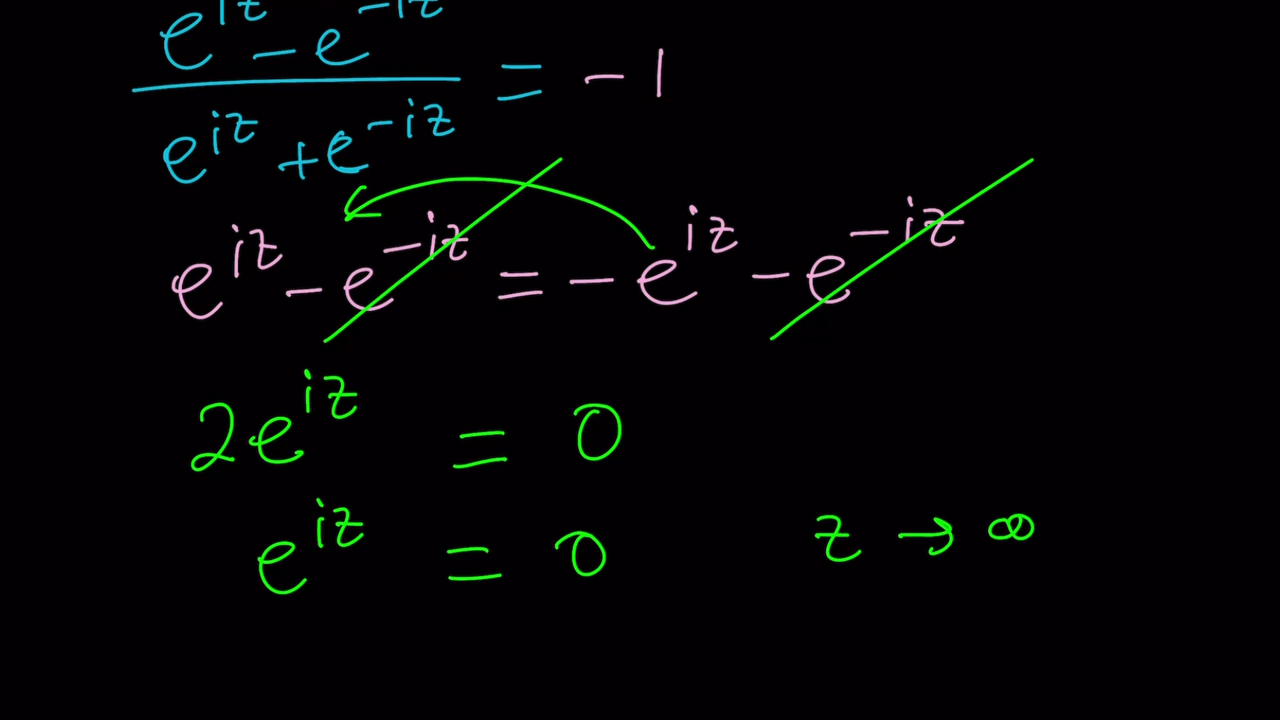 e^{iz} - e^{-iz}
= -1
e^{iz} + e^{-iz}
e^{iz} - e^{-iz} = -e^{iz} - e^{-iz}
2e^{iz} = 0
e^{iz} = 0 z → ∞